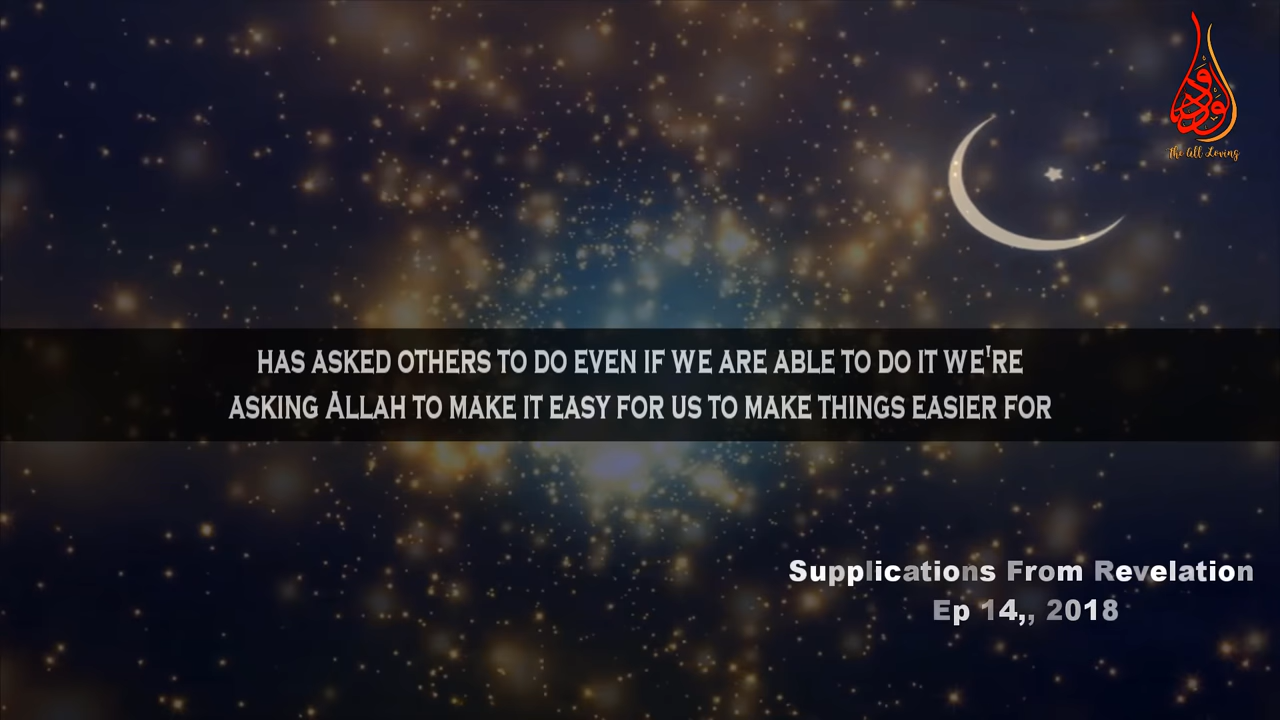 الودود
The All Loving
HAS ASKED OTHERS TO DO EVEN IF WE ARE ABLE TO DO IT WE'RE
ASKING ALLAH TO MAKE IT EASY FOR US TO MAKE THINGS EASIER FOR
Supplications From Revelation
Ep 14,, 2018